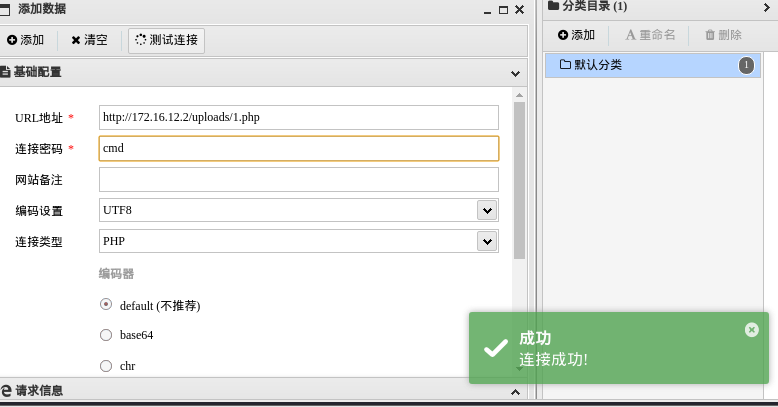 添加数据
添加
清空
测试连接
基础配置
URL地址 *
http://172.16.12.2/uploads/1.php
连接密码 *
cmd
网站备注
编码设置
UTF8
连接类型
PHP
编码器
default (不推荐)
base64
chr
请求信息
分类目录 (1)
添加
重命名
删除
默认分类
1
成功
连接成功!